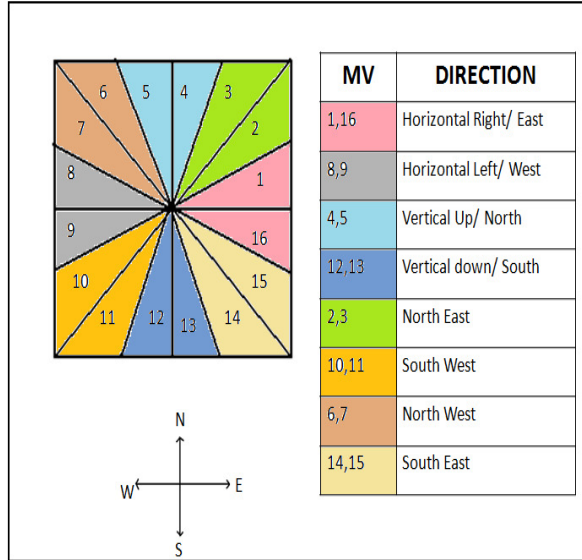 6 5 4 3
7 2
8 1
9 16
10 15
11 12 13 14
N
W E
S
MV DIRECTION
1,16 Horizontal Right/ East
8,9 Horizontal Left/ West
4,5 Vertical Up/ North
12,13 Vertical down/ South
2,3 North East
10,11 South West
6,7 North West
14,15 South East